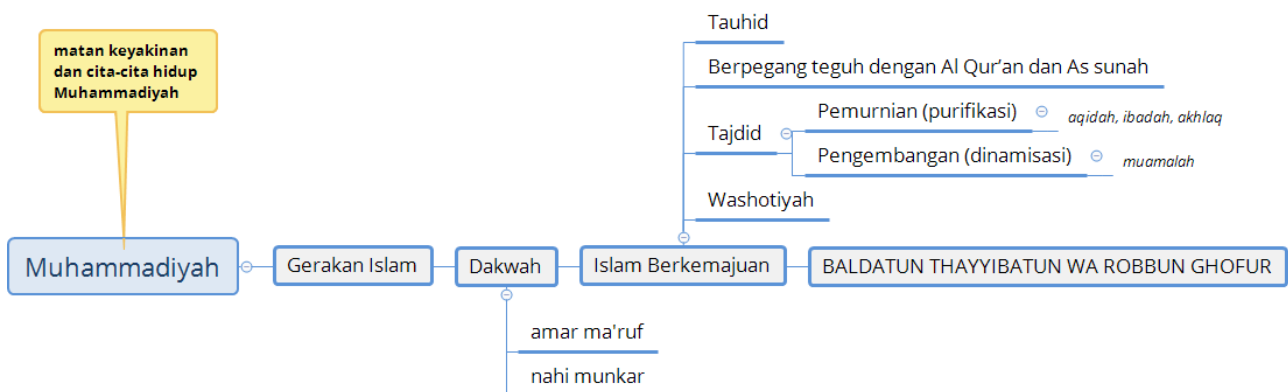 matan keyakinan
dan cita-cita hidup
Muhammadiyah
Tauhid
Berpegang teguh dengan Al Qur'an dan As sunah
Tajdid
Pemurnian (purifikasi)
aqidah, ibadah, akhlaq
Pengembangan (dinamisasi)
muamalah
Washotiyah
Muhammadiyah
Gerakan Islam
Dakwah
Islam Berkemajuan
BALDATUN THAYYIBATUN WA ROBBUN GHOFUR
amar ma'ruf
nahi munkar